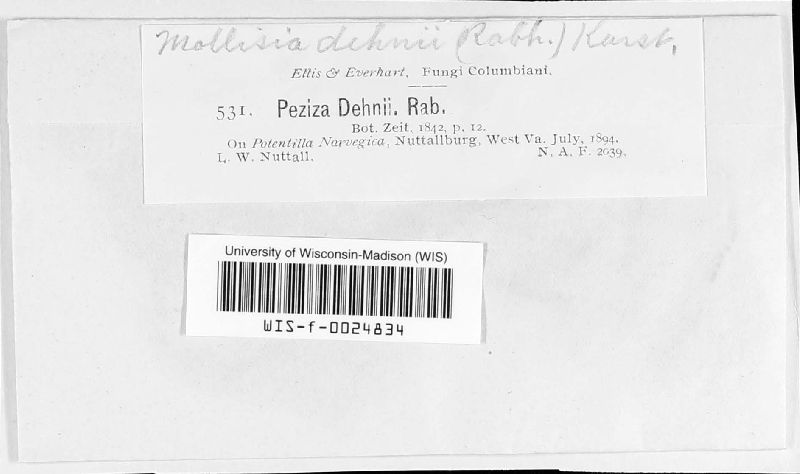 Mollisia dehnii (Rabh.) Karst.
Ellis & Everhart, Fungi Columbiani.
531. Peziza Dehnii. Rab.
Bot. Zeit. 1842, p. 12.
On Potentilla Norvegica, Nuttallburg, West Va. July, 1894.
L. W. Nuttall. N. A. F. 2039.
University of Wisconsin-Madison (WIS)
WIS-f-0024834